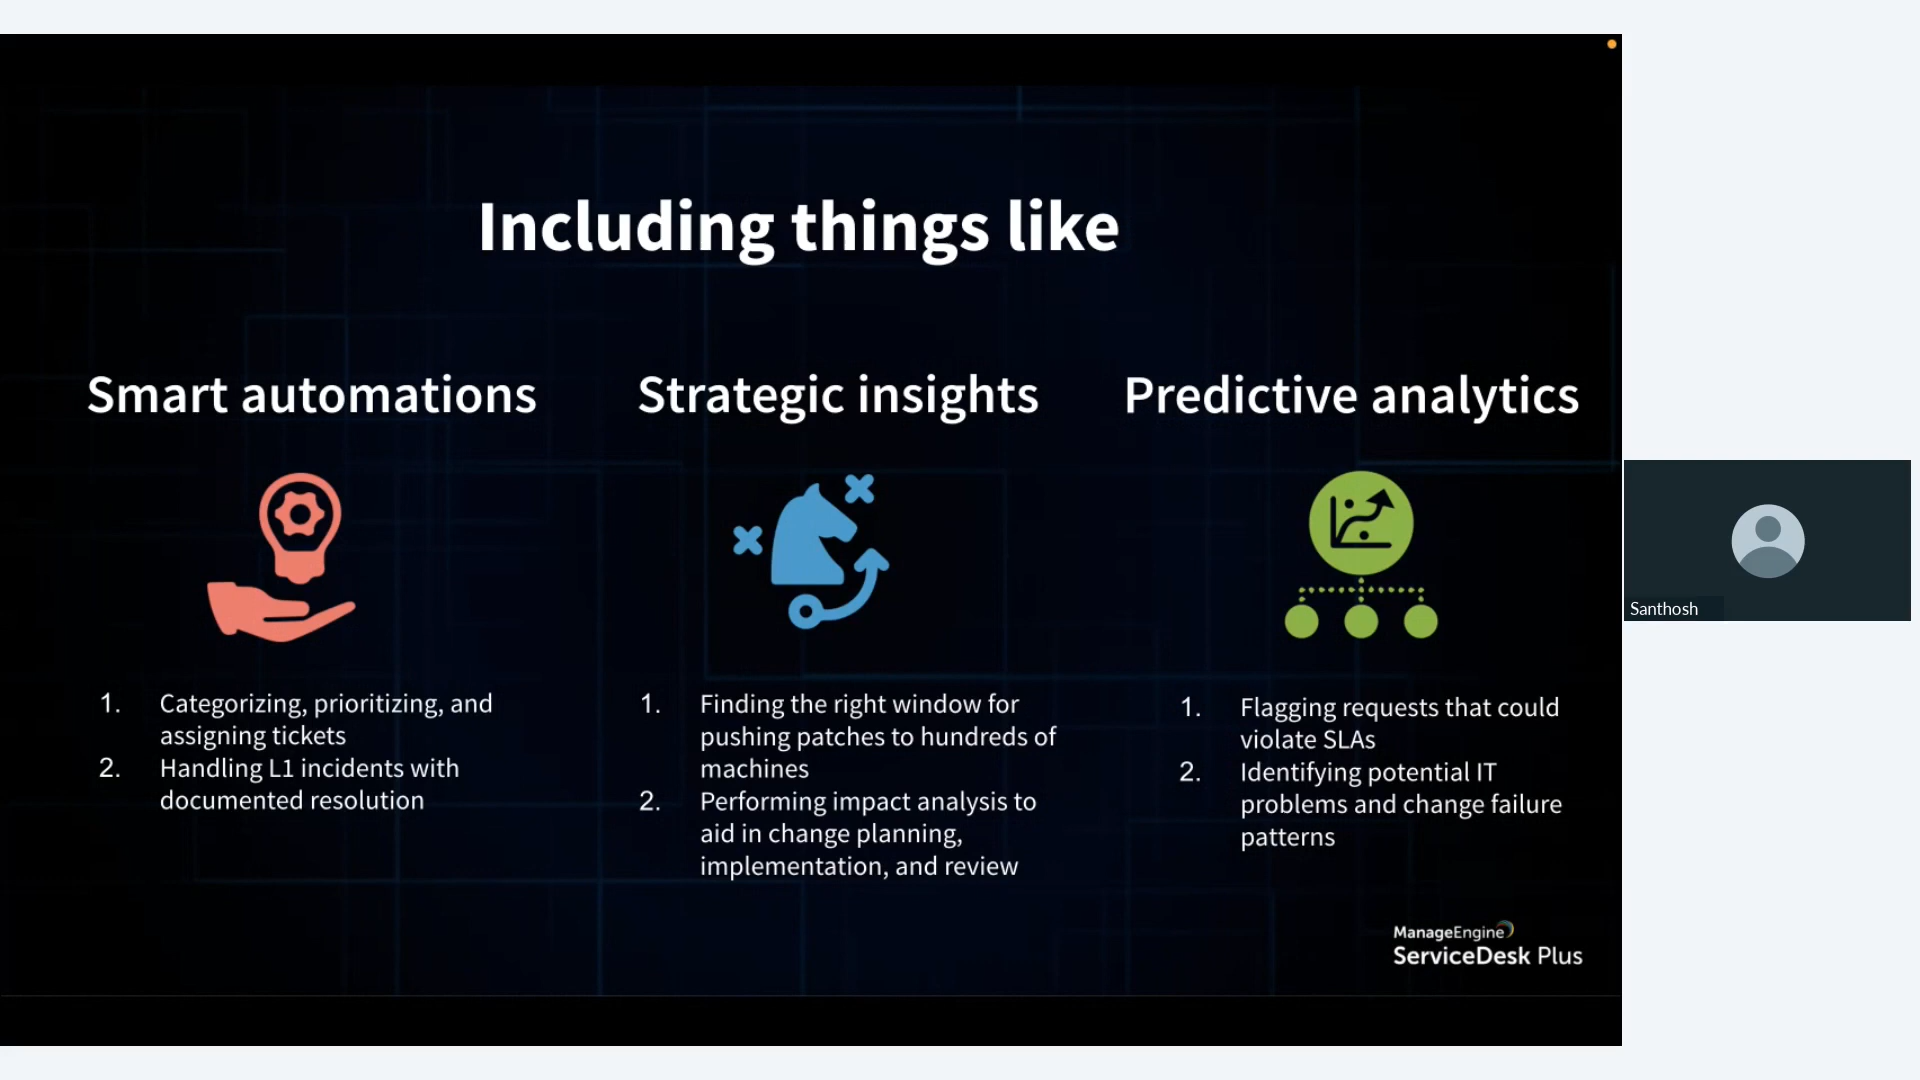 Including things like
Smart automations
Strategic insights
Predictive analytics
1. Categorizing, prioritizing, and
assigning tickets
2. Handling L1 incidents with
documented resolution
1. Finding the right window for
pushing patches to hundreds of
machines
2. Performing impact analysis to
aid in change planning,
implementation, and review
1. Flagging requests that could
violate SLAs
2. Identifying potential IT
problems and change failure
patterns
ManageEngine
ServiceDesk Plus
Santhosh